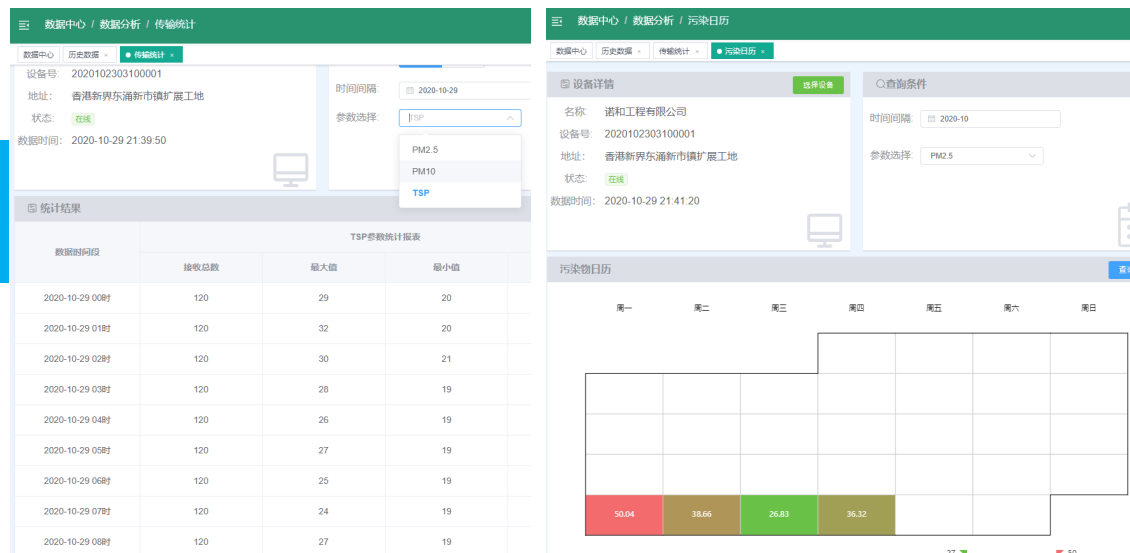 数据中心 / 数据分析 / 传输统计
数据中心 历史数据 × 传输统计 ×
设备号: 2020102303100001
地址: 香港新界东涌新市镇扩展工地
状态: 在线
数据时间: 2020-10-29 21:39:50
时间间隔: 2020-10-29
参数选择: TSP
PM2.5
PM10
TSP
统计结果
数据时间段 TSP参数统计报表
接收总数 最大值 最小值
2020-10-29 00时 120 29 20
2020-10-29 01时 120 32 20
2020-10-29 02时 120 30 21
2020-10-29 03时 120 28 19
2020-10-29 04时 120 26 19
2020-10-29 05时 120 27 19
2020-10-29 06时 120 25 19
2020-10-29 07时 120 24 19
2020-10-29 08时 120 27 19
数据中心 / 数据分析 / 污染日历
数据中心 历史数据 × 传输统计 × 污染日历 ×
设备详情 选择设备
名称: 诺和工程有限公司
设备号: 2020102303100001
地址: 香港新界东涌新市镇扩展工地
状态: 在线
数据时间: 2020-10-29 21:41:20
查询条件
时间间隔: 2020-10
参数选择: PM2.5
污染物日历
周一 周二 周三 周四 周五 周六 周日
50.04 38.66 26.83 36.32
27 50